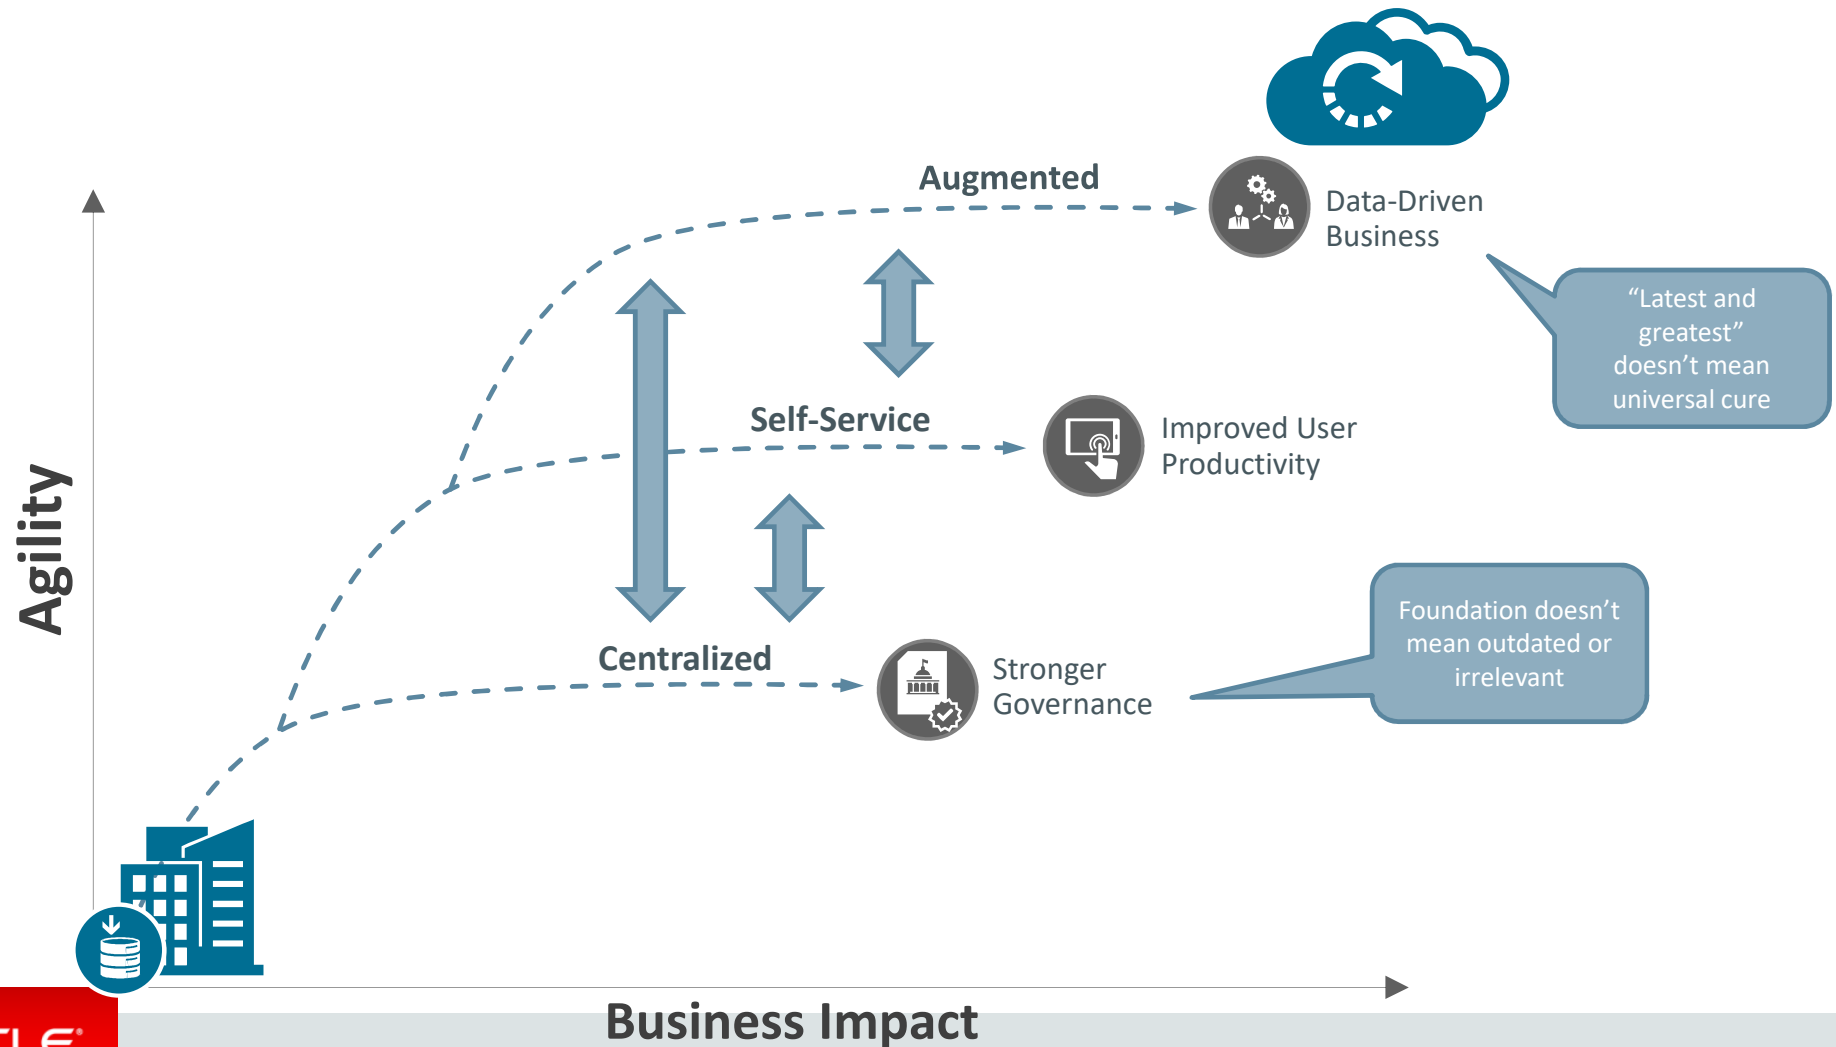 Augmented
Data-Driven
Business
“Latest and
greatest”
doesn’t mean
universal cure
Self-Service
Improved User
Productivity
Agility
Foundation doesn’t
mean outdated or
irrelevant
Centralized
Stronger
Governance
Business Impact